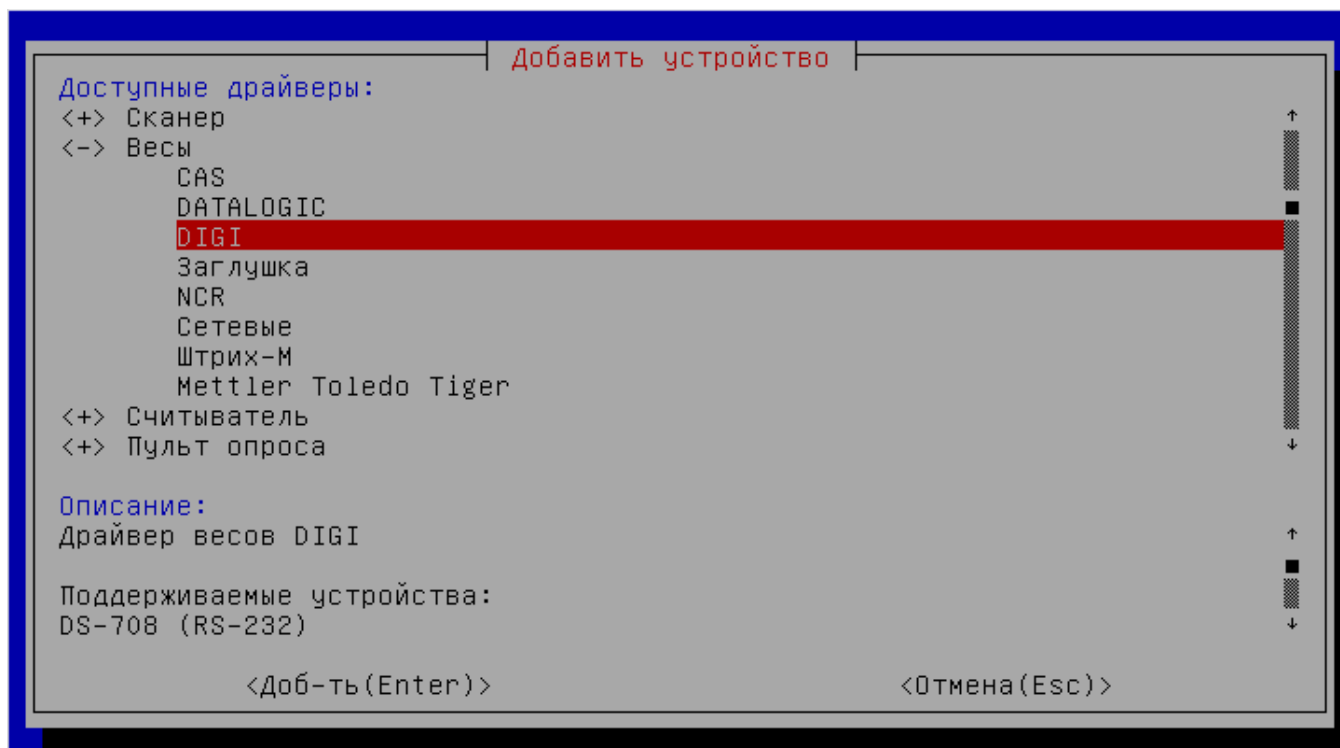 Добавить устройство
Доступные драйверы:
<+> Сканер
<-> Весы
CAS
DATALOGIC
DIGI
Заглушка
NCR
Сетевые
Штрих-М
Mettler Toledo Tiger
<+> Считыватель
<+> Пульт опроса
Описание:
Драйвер весов DIGI
Поддерживаемые устройства:
DS-708 (RS-232)
<Доб-ть(Enter)> <Отмена(Esc)>